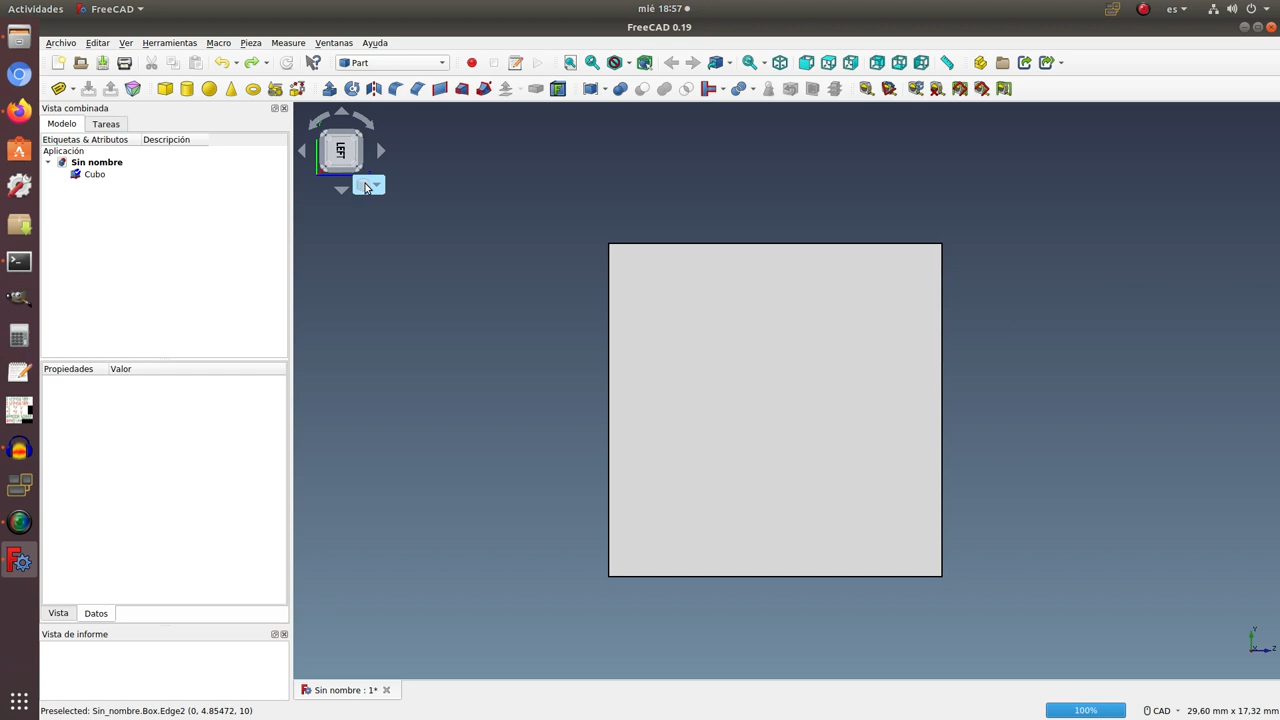 Actividades FreeCAD mié 18:57 es
FreeCAD 0.19
Archivo Editar Ver Herramientas Macro Pieza Measure Ventanas Ayuda
Part
Vista combinada
Modelo Tareas
Etiquetas & Atributos Descripción
Aplicación
Sin nombre
Cubo
LEFT
Propiedades Valor
Vista Datos
Vista de informe
Y
Z
Sin nombre : 1*
Preselected: Sin_nombre.Box.Edge2 (0, 4.85472, 10) 100% CAD 29,60 mm x 17,32 mm